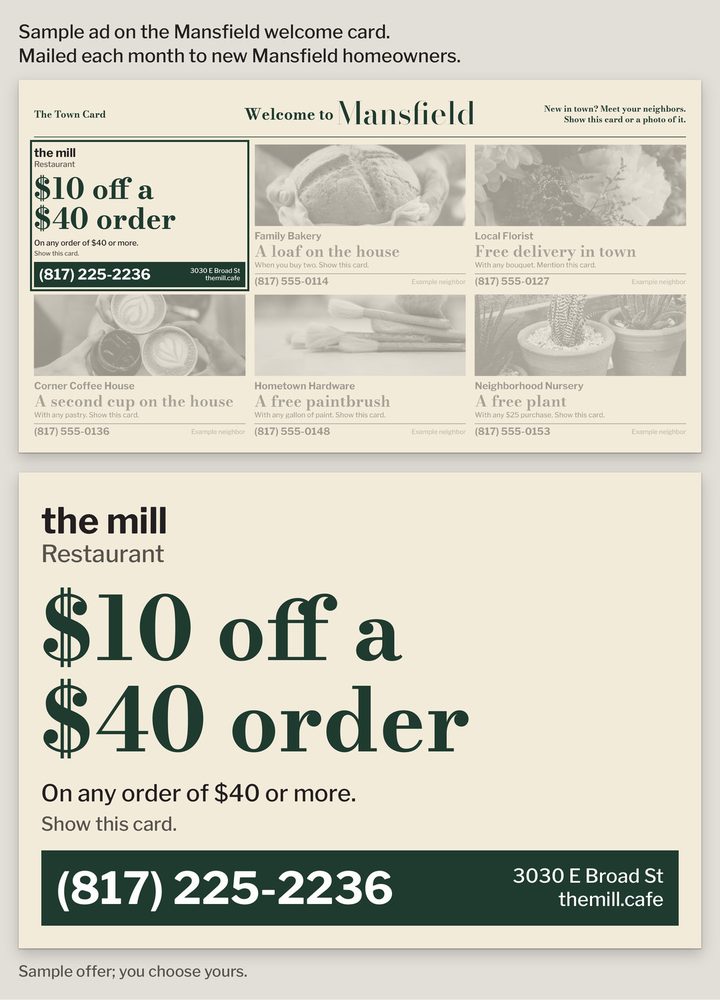 Sample ad on the Mansfield welcome card.
Mailed each month to new Mansfield homeowners.
The Town Card
Welcome to Mansfield
New in town? Meet your neighbors.
Show this card or a photo of it.
the mill
Restaurant
$10 off a
$40 order
On any order of $40 or more.
Show this card.
(817) 225-2236
3030 E Broad St
themill.cafe
Family Bakery
A loaf on the house
When you buy two. Show this card.
(817) 555-0114
Example neighbor
Local Florist
Free delivery in town
With any bouquet. Mention this card.
(817) 555-0127
Example neighbor
Corner Coffee House
A second cup on the house
With any pastry. Show this card.
(817) 555-0136
Example neighbor
Hometown Hardware
A free paintbrush
With any gallon of paint. Show this card.
(817) 555-0148
Example neighbor
Neighborhood Nursery
A free plant
With any $25 purchase. Show this card.
(817) 555-0153
Example neighbor
the mill
Restaurant
$10 off a
$40 order
On any order of $40 or more.
Show this card.
(817) 225-2236
3030 E Broad St
themill.cafe
Sample offer; you choose yours.